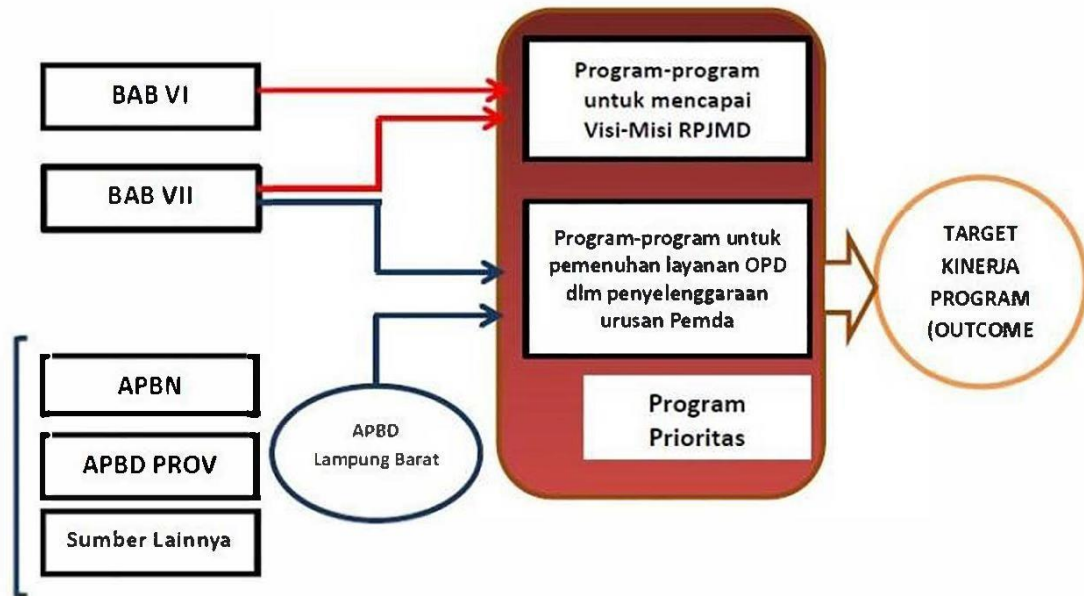 BAB VI
BAB VII
APBN
APBD PROV
Sumber Lainnya
APBD
Lampung Barat
Program-program
untuk mencapai
Visi-Misi RPJMD
Program-program untuk
pemenuhan layanan OPD
dlm penyelenggaraan
urusan Pemda
Program
Prioritas
TARGET
KINERJA
PROGRAM
(OUTCOME